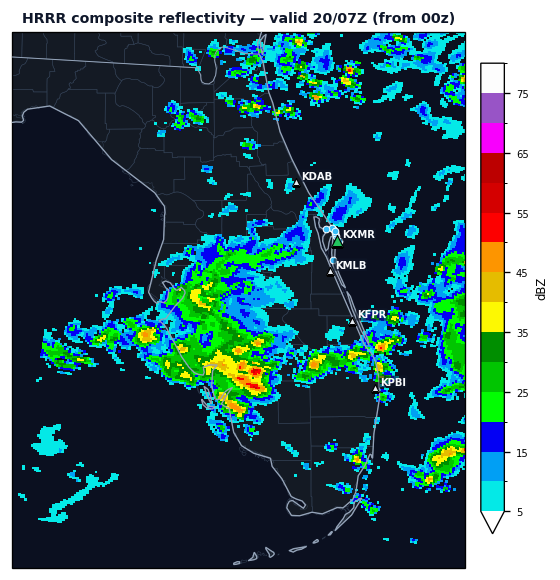 HRRR composite reflectivity — valid 20/07Z (from 00z)
KDAB
KXMR
KMLB
KFPR
KPBI
75
65
55
45
35
25
15
5
dBZ